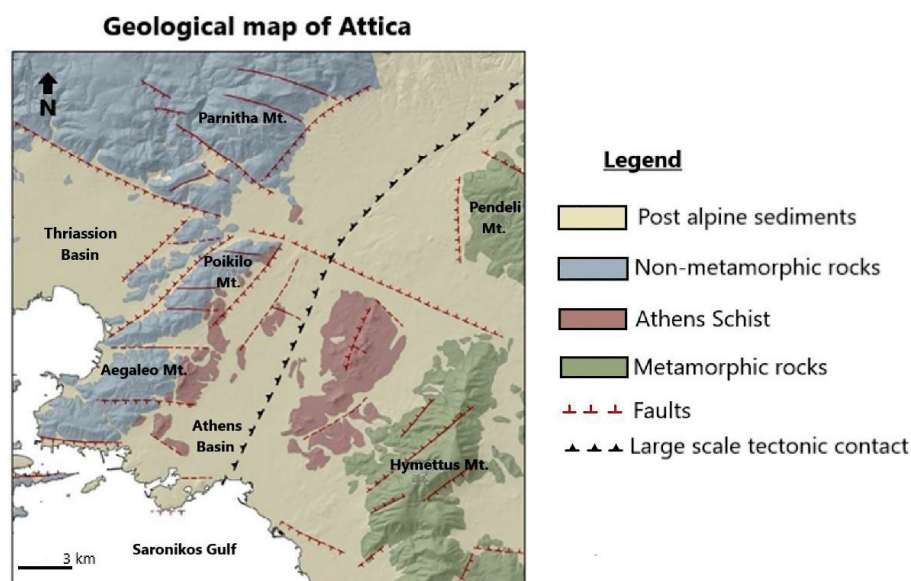 Geological map of Attica
N
Parnitha Mt.
Pendeli
Mt.
Thriassion
Basin
Poikilo
Mt.
Aegaleo Mt.
Athens
Basin
Hymettus Mt.
Saronikos Gulf
3 km
Legend
Post alpine sediments
Non-metamorphic rocks
Athens Schist
Metamorphic rocks
Faults
Large scale tectonic contact